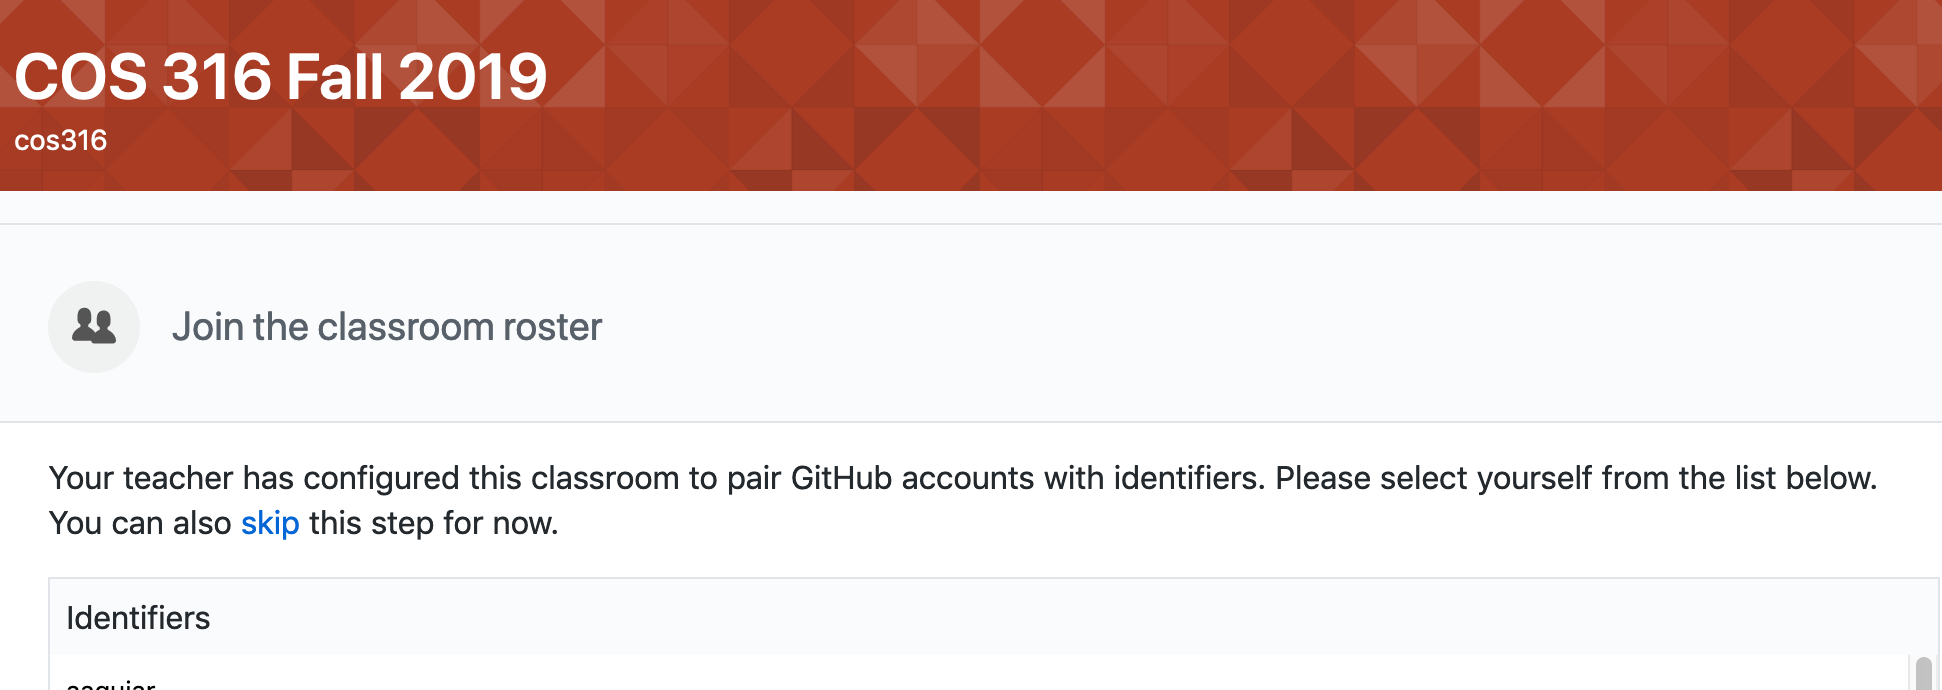 COS 316 Fall 2019
cos316
Join the classroom roster
Your teacher has configured this classroom to pair GitHub accounts with identifiers. Please select yourself from the list below.
You can also skip this step for now.
Identifiers